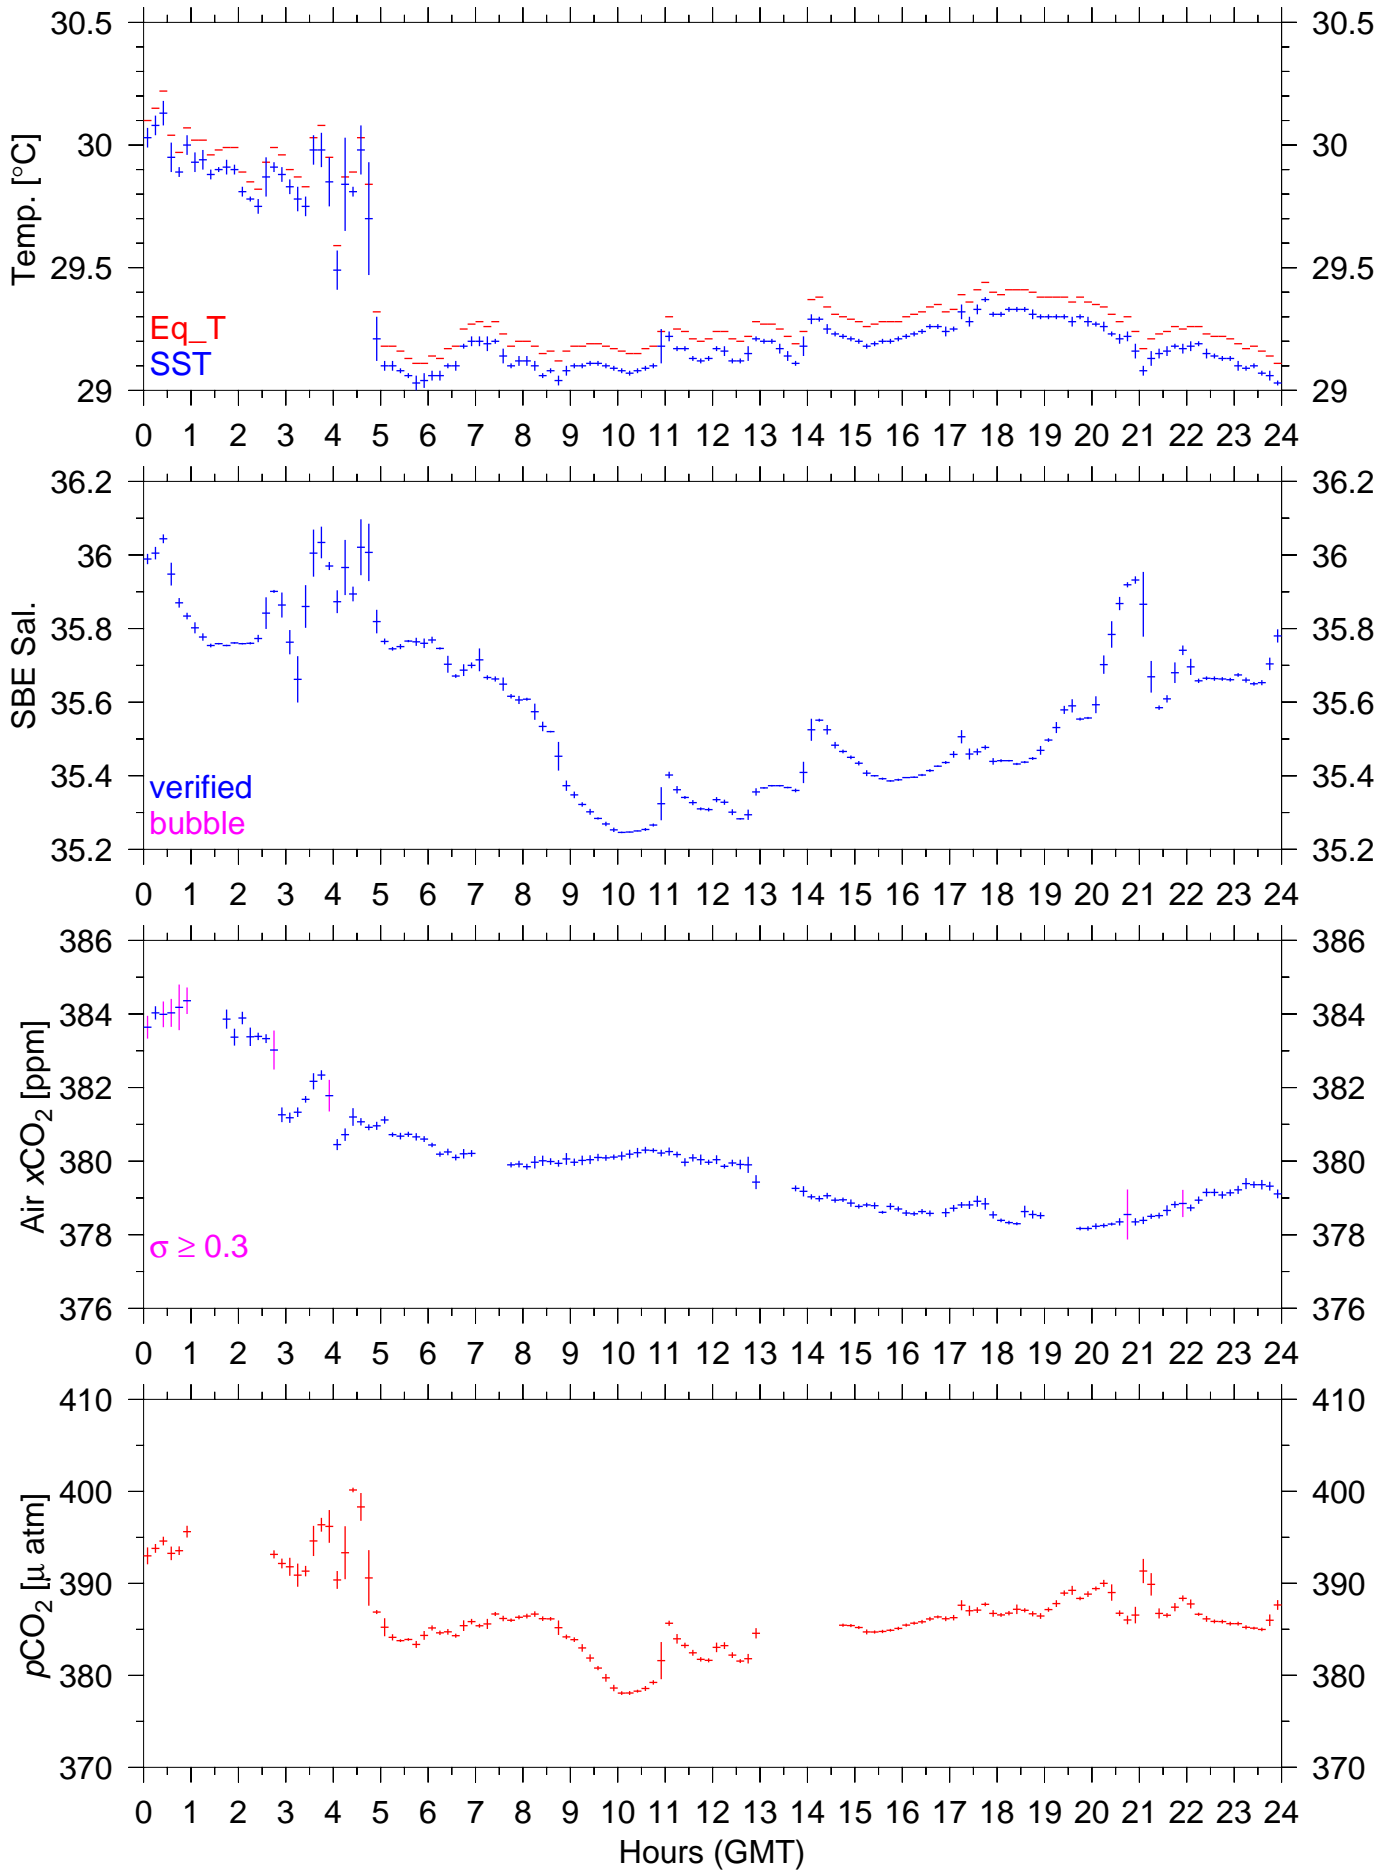 30.5 30.5
30 30
29.5 29.5
29 29
Temp. [°C]
Eq_T
SST
0 1 2 3 4 5 6 7 8 9 10 11 12 13 14 15 16 17 18 19 20 21 22 23 24
36.2 36.2
36 36
35.8 35.8
35.6 35.6
35.4 35.4
35.2 35.2
SBE Sal.
verified
bubble
0 1 2 3 4 5 6 7 8 9 10 11 12 13 14 15 16 17 18 19 20 21 22 23 24
386 386
384 384
382 382
380 380
378 378
376 376
Air xCO₂ [ppm]
σ ≥ 0.3
0 1 2 3 4 5 6 7 8 9 10 11 12 13 14 15 16 17 18 19 20 21 22 23 24
410 410
400 400
390 390
380 380
370 370
pCO₂ [μ atm]
0 1 2 3 4 5 6 7 8 9 10 11 12 13 14 15 16 17 18 19 20 21 22 23 24
Hours (GMT)